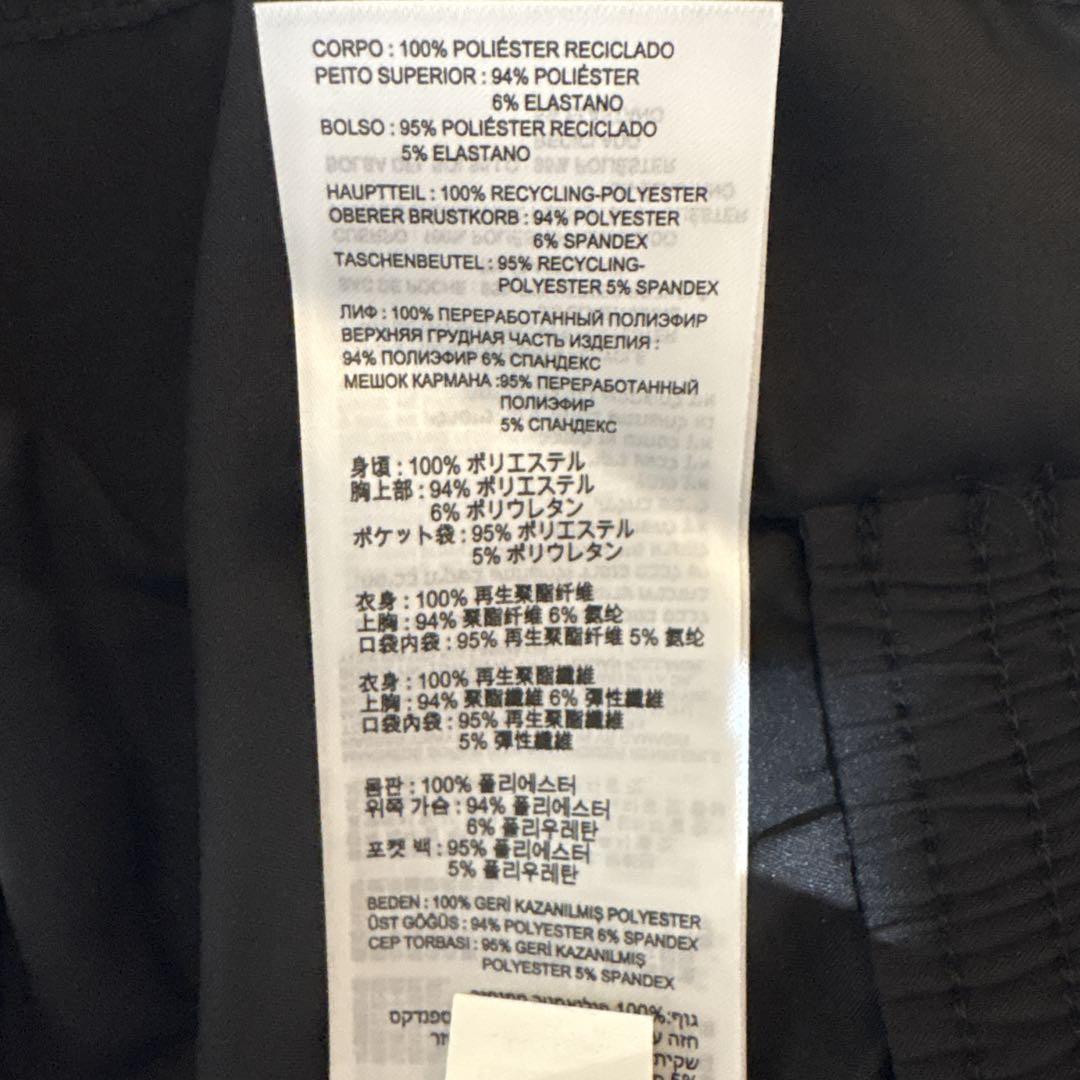 CORPO : 100% POLIÉSTER RECICLADO
PEITO SUPERIOR : 94% POLIÉSTER
6% ELASTANO
BOLSO : 95% POLIÉSTER RECICLADO
5% ELASTANO
HAUPTTEIL : 100% RECYCLING-POLYESTER
OBERER BRUSTKORB : 94% POLYESTER
6% SPANDEX
TASCHENBEUTEL : 95% RECYCLING-
POLYESTER 5% SPANDEX
ЛИФ : 100% ПЕРЕРАБОТАННЫЙ ПОЛИЭФИР
ВЕРХНЯЯ ГРУДНАЯ ЧАСТЬ ИЗДЕЛИЯ :
94% ПОЛИЭФИР 6% СПАНДЕКС
МЕШОК КАРМАНА :95% ПЕРЕРАБОТАННЫЙ
ПОЛИЭФИР
5% СПАНДЕКС
身頃 : 100% ポリエステル
胸上部 : 94% ポリエステル
6% ポリウレタン
ポケット袋 : 95% ポリエステル
5% ポリウレタン
衣身 : 100% 再生聚酯纤维
上胸 : 94% 聚酯纤维 6% 氨纶
口袋内袋 : 95% 再生聚酯纤维 5% 氨纶
衣身 : 100% 再生聚酯纖維
上胸 : 94% 聚酯纖維 6% 彈性纖維
口袋內袋 : 95% 再生聚酯纖維
5% 彈性纖維
몸판 : 100% 폴리에스터
위쪽 가슴 : 94% 폴리에스터
6% 폴리우레탄
포켓 백 : 95% 폴리에스터
5% 폴리우레탄
BEDEN : 100% GERİ KAZANILMIŞ POLYESTER
ÜST GÖĞÜS : 94% POLYESTER 6% SPANDEX
CEP TORBASI : 95% GERİ KAZANILMIŞ
POLYESTER 5% SPANDEX
גוף: 100%
חזה
שקית
5%